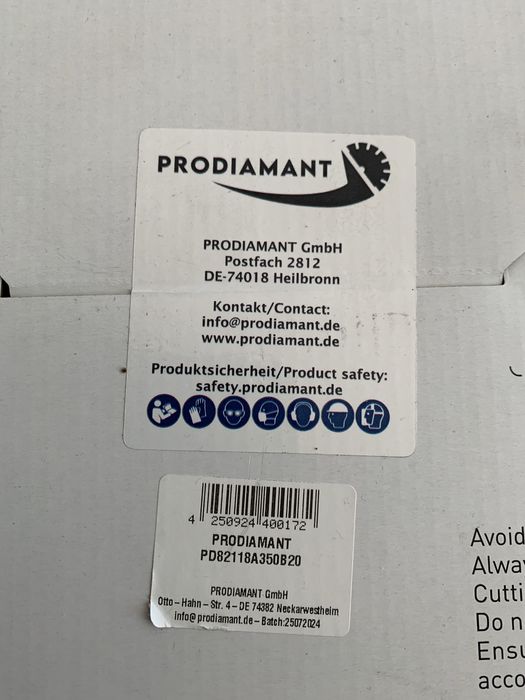 PRODIAMANT
PRODIAMANT GmbH
Postfach 2812
DE-74018 Heilbronn
Kontakt/Contact:
info@prodiamant.de
www.prodiamant.de
Produktsicherheit/Product safety:
safety.prodiamant.de
4 250924 400172
PRODIAMANT
PD82118A350B20
PRODIAMANT GmbH
Otto – Hahn – Str. 4 – DE 74382 Neckarwestheim
info@prodiamant.de – Batch:25072024
Avoid
Alway
Cutti
Do n
Ensu
acco